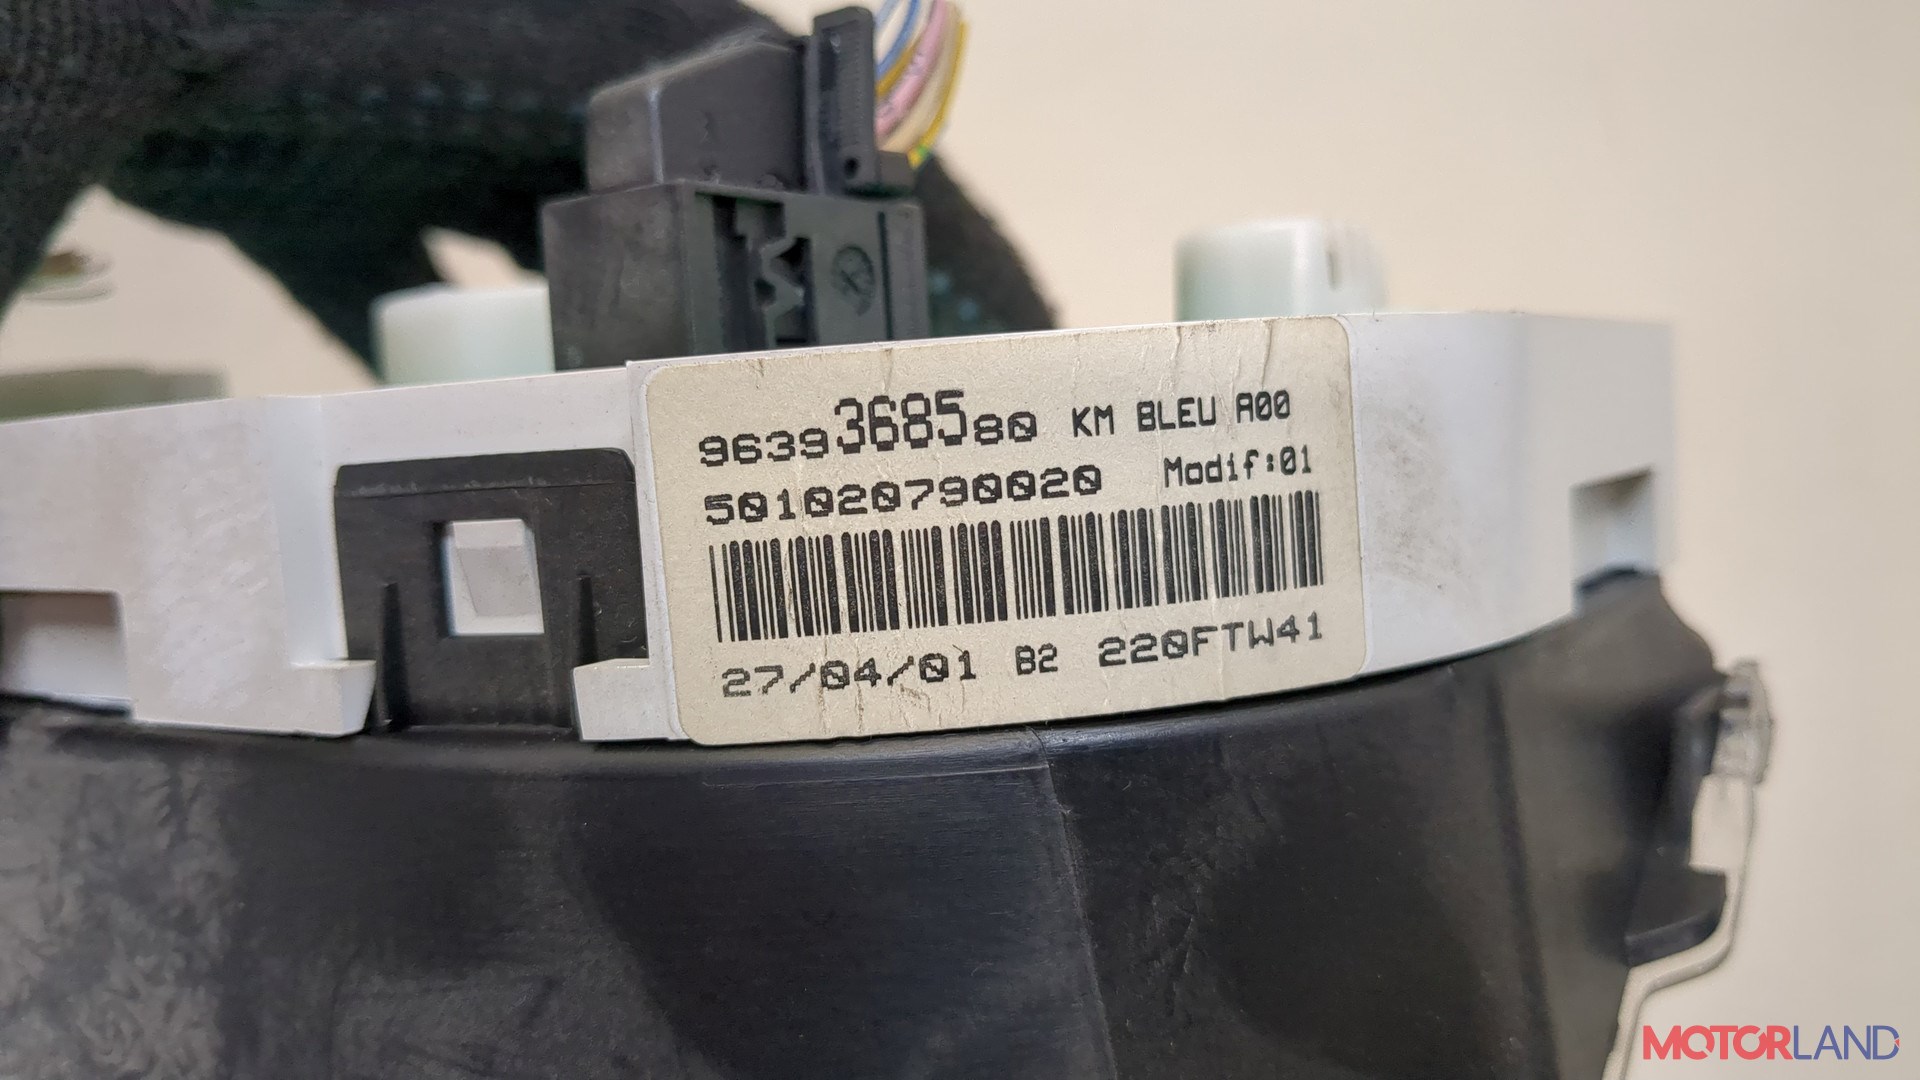 9639368580 KM BLEU A00
501020790020 Modif:01
27/04/01 B2 220FTW41
MOTORLAND